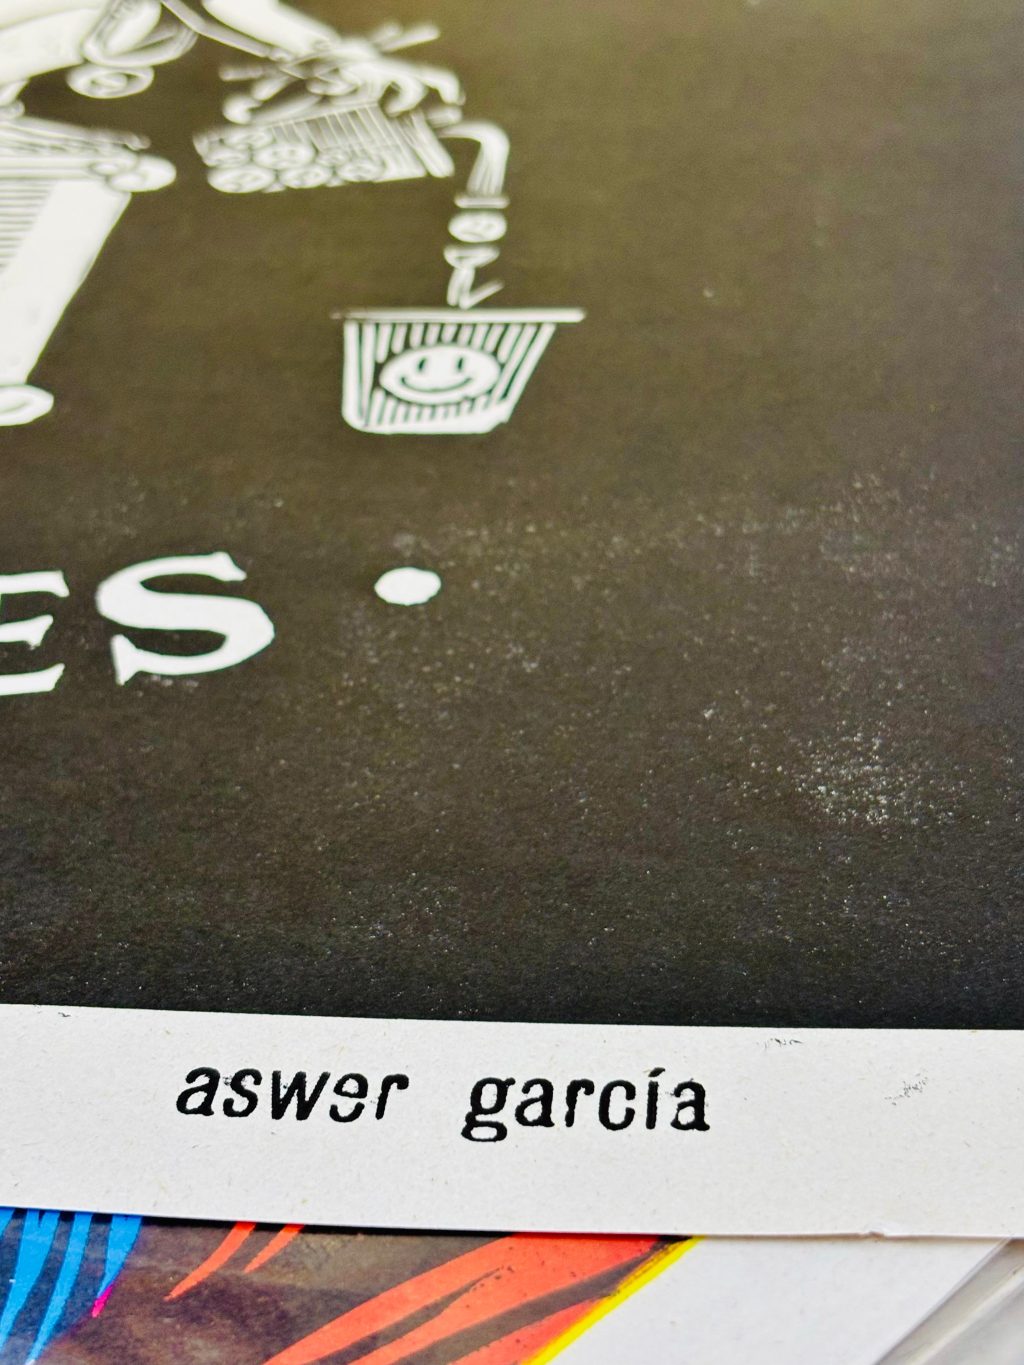 ES •
aswer garcía